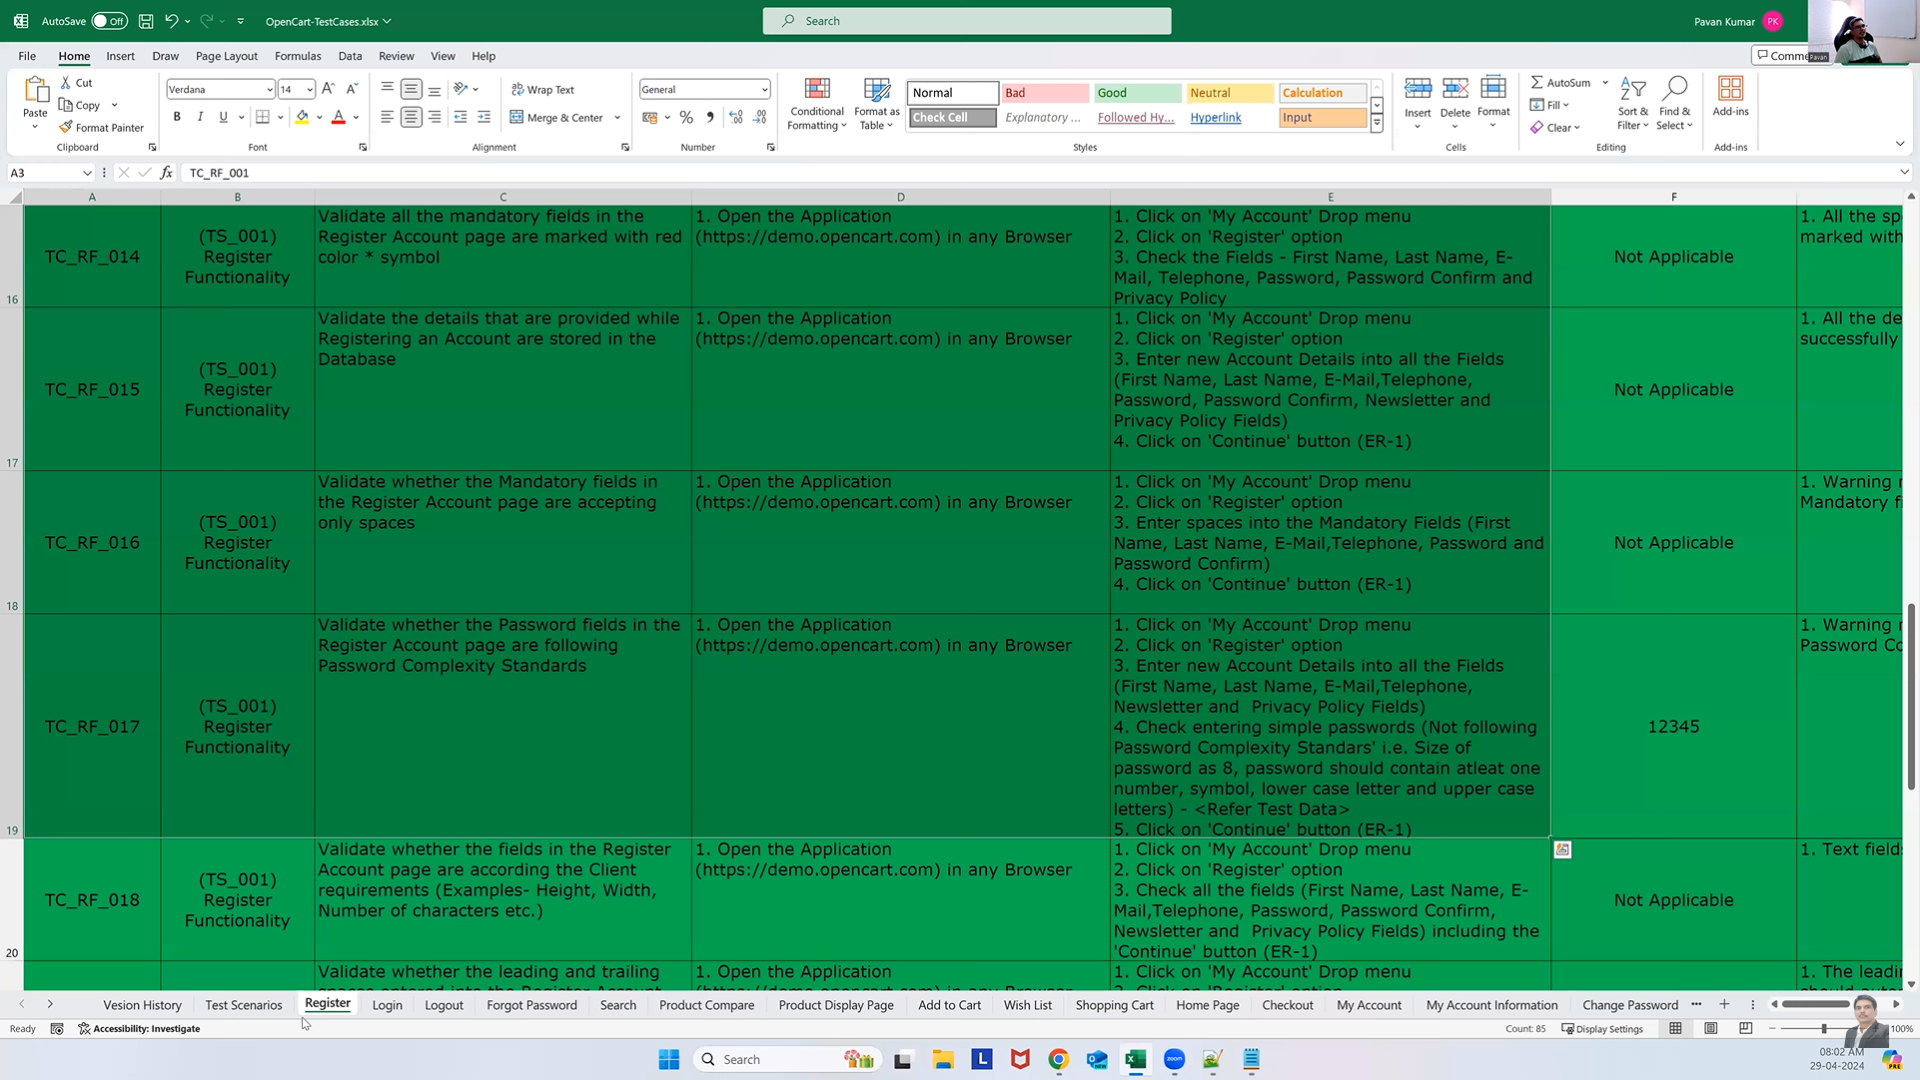 AutoSave Off OpenCart-TestCases.xlsx Search Pavan Kumar PK
File Home Insert Draw Page Layout Formulas Data Review View Help Comme
Pavan
Paste Cut Copy Format Painter Clipboard
Verdana 14 A A B I U A Font
ab Wrap Text Merge & Center Alignment
General % Number
Conditional Formatting Format as Table
Normal Bad Good Neutral Calculation
Check Cell Explanatory ... Followed Hy... Hyperlink Input
Styles
Insert Delete Format Cells
AutoSum Fill Clear Sort & Filter Find & Select Editing
Add-ins Add-ins
A3 fx TC_RF_001
A B C D E F
16
TC_RF_014
(TS_001)
Register
Functionality
Validate all the mandatory fields in the
Register Account page are marked with red
color * symbol
1. Open the Application
(https://demo.opencart.com) in any Browser
1. Click on 'My Account' Drop menu
2. Click on 'Register' option
3. Check the Fields - First Name, Last Name, E-
Mail, Telephone, Password, Password Confirm and
Privacy Policy
Not Applicable
1. All the sp
marked with
17
TC_RF_015
(TS_001)
Register
Functionality
Validate the details that are provided while
Registering an Account are stored in the
Database
1. Open the Application
(https://demo.opencart.com) in any Browser
1. Click on 'My Account' Drop menu
2. Click on 'Register' option
3. Enter new Account Details into all the Fields
(First Name, Last Name, E-Mail,Telephone,
Password, Password Confirm, Newsletter and
Privacy Policy Fields)
4. Click on 'Continue' button (ER-1)
Not Applicable
1. All the de
successfully
18
TC_RF_016
(TS_001)
Register
Functionality
Validate whether the Mandatory fields in
the Register Account page are accepting
only spaces
1. Open the Application
(https://demo.opencart.com) in any Browser
1. Click on 'My Account' Drop menu
2. Click on 'Register' option
3. Enter spaces into the Mandatory Fields (First
Name, Last Name, E-Mail,Telephone, Password and
Password Confirm)
4. Click on 'Continue' button (ER-1)
Not Applicable
1. Warning
Mandatory fi
19
TC_RF_017
(TS_001)
Register
Functionality
Validate whether the Password fields in the
Register Account page are following
Password Complexity Standards
1. Open the Application
(https://demo.opencart.com) in any Browser
1. Click on 'My Account' Drop menu
2. Click on 'Register' option
3. Enter new Account Details into all the Fields
(First Name, Last Name, E-Mail,Telephone,
Newsletter and Privacy Policy Fields)
4. Check entering simple passwords (Not following
Password Complexity Standars' i.e. Size of
password as 8, password should contain atleat one
number, symbol, lower case letter and upper case
letters) - <Refer Test Data>
5. Click on 'Continue' button (ER-1)
12345
1. Warning
Password Co
20
TC_RF_018
(TS_001)
Register
Functionality
Validate whether the fields in the Register
Account page are according the Client
requirements (Examples- Height, Width,
Number of characters etc.)
1. Open the Application
(https://demo.opencart.com) in any Browser
1. Click on 'My Account' Drop menu
2. Click on 'Register' option
3. Check all the fields (First Name, Last Name, E-
Mail,Telephone, Password, Password Confirm,
Newsletter and Privacy Policy Fields) including the
'Continue' button (ER-1)
Not Applicable
1. Text field
Validate whether the leading and trailing
1. Open the Application
1. Click on 'My Account' Drop menu
1. The leadi
Vesion History Test Scenarios Register Login Logout Forgot Password Search Product Compare Product Display Page Add to Cart Wish List Shopping Cart Home Page Checkout My Account My Account Information Change Password ...
Ready Accessibility: Investigate Count: 85 Display Settings 100%
Search L zoom PRE
08:02 AM
29-04-2024